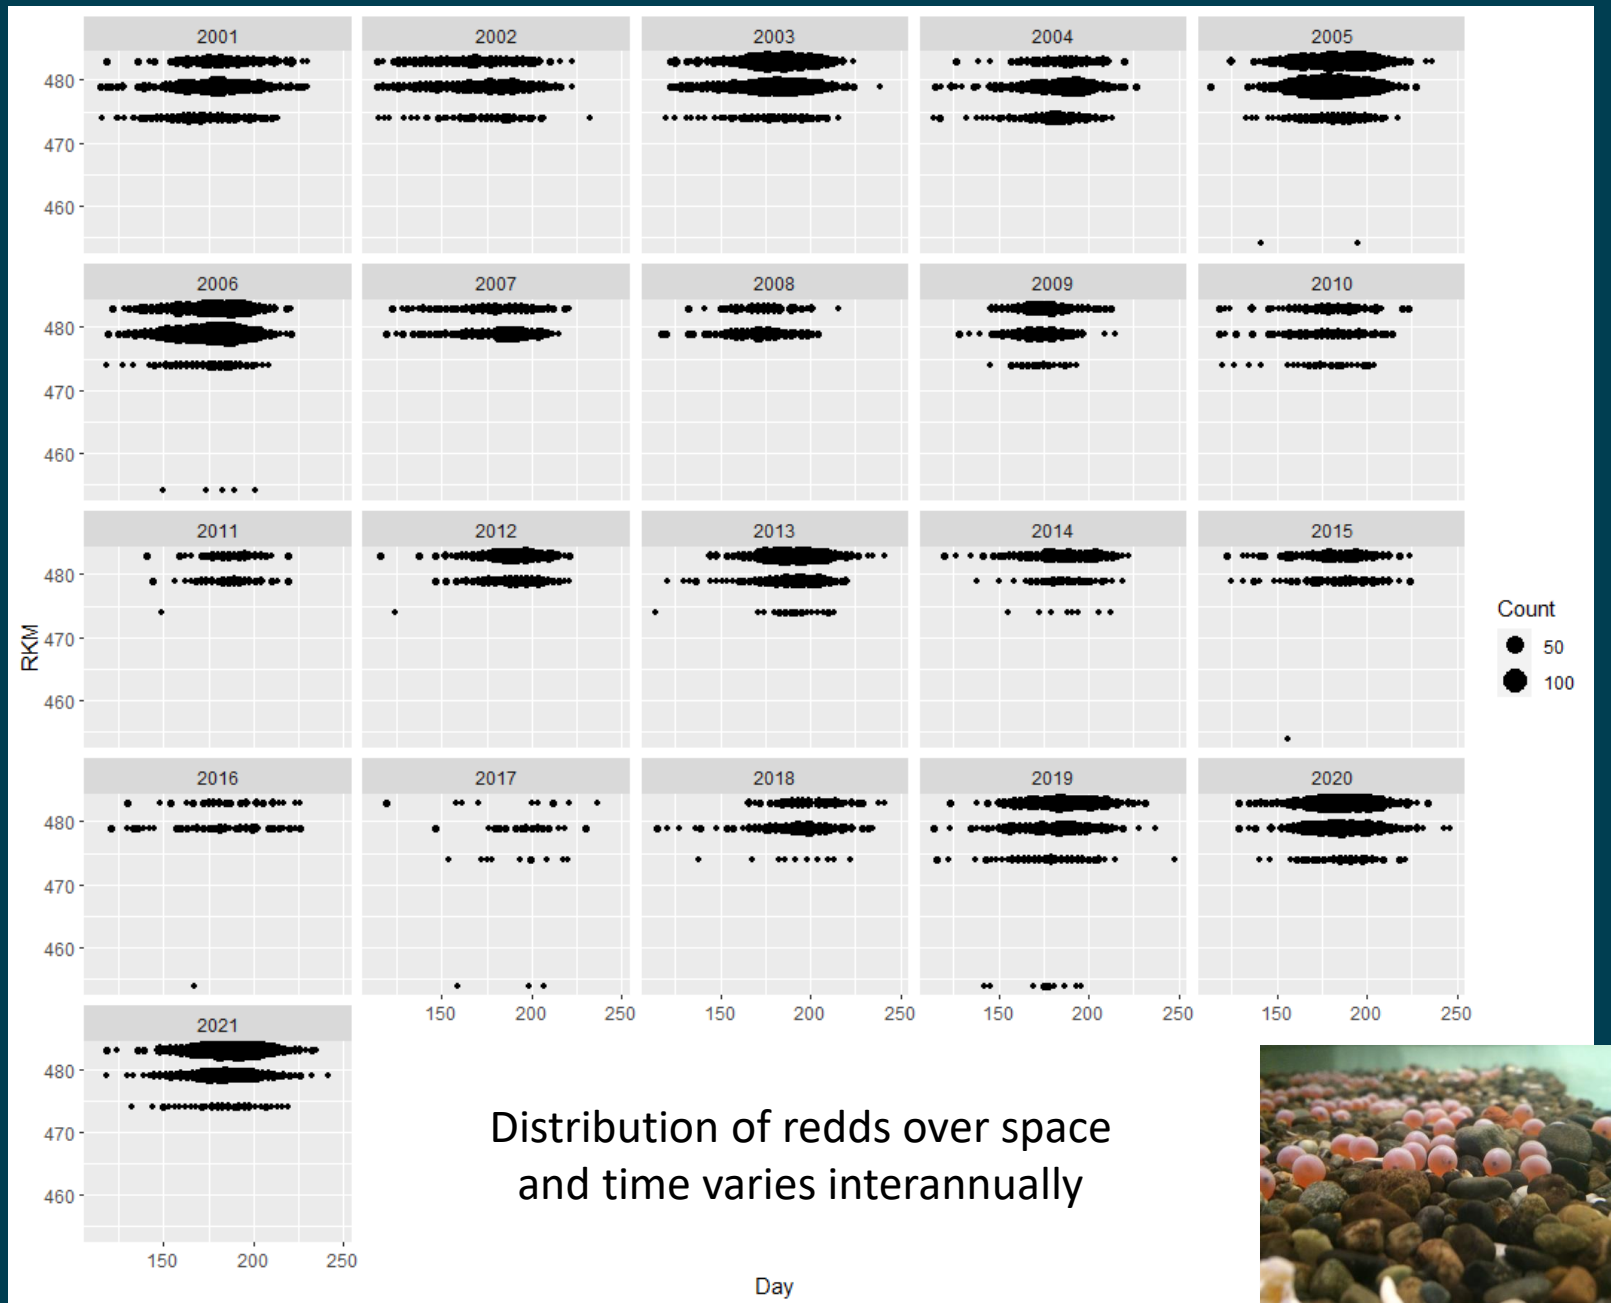 2001 2002 2003 2004 2005
480
470
460
2006 2007 2008 2009 2010
480
470
460
2011 2012 2013 2014 2015
480
470
460
2016 2017 2018 2019 2020
480
470
460
150 200 250 150 200 250 150 200 250 150 200 250
2021
480
470
460
150 200 250
RKM
Day
Count
50
100
Distribution of redds over space
and time varies interannually